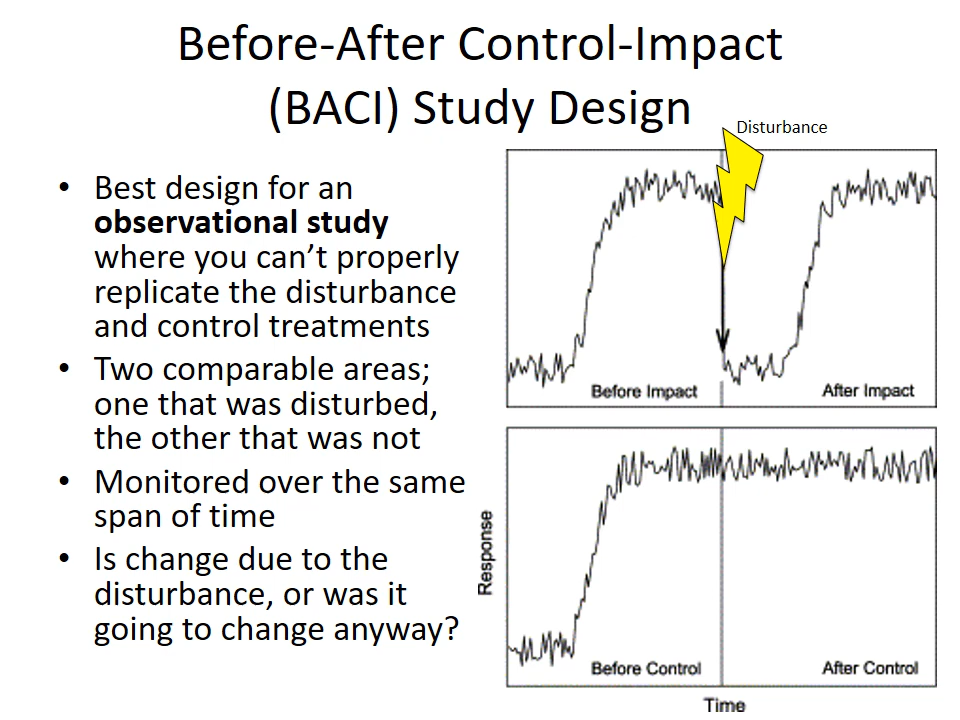 Before-After Control-Impact
(BACI) Study Design
• Best design for an
observational study
where you can’t properly
replicate the disturbance
and control treatments
• Two comparable areas;
one that was disturbed,
the other that was not
• Monitored over the same
span of time
• Is change due to the
disturbance, or was it
going to change anyway?
Disturbance
Before Impact
After Impact
Response
Before Control
After Control
Time